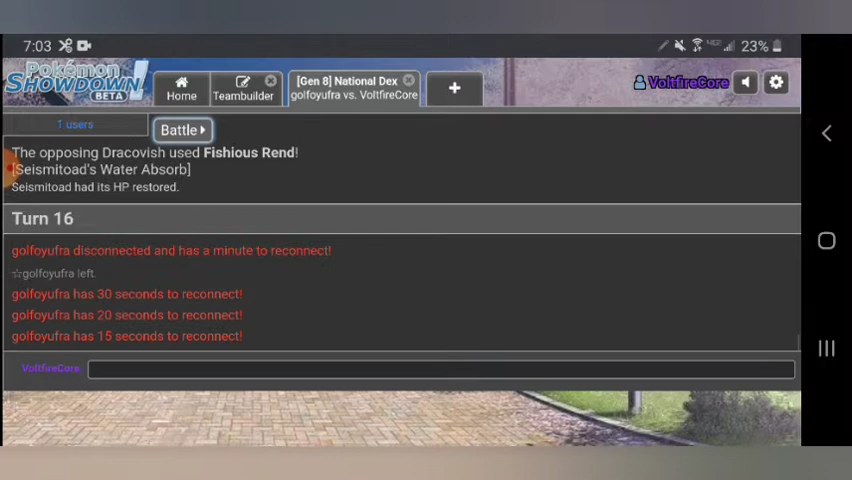 7:03
23%
Pokémon
SHOWDOWN!
BETA
Home
Teambuilder
[Gen 8] National Dex
golfoyufra vs. VoltfireCore
+
VoltfireCore
1 users
Battle
The opposing Dracovish used Fishious Rend!
[Seismitoad's Water Absorb]
Seismitoad had its HP restored.
Turn 16
golfoyufra disconnected and has a minute to reconnect!
☆golfoyufra left.
golfoyufra has 30 seconds to reconnect!
golfoyufra has 20 seconds to reconnect!
golfoyufra has 15 seconds to reconnect!
VoltfireCore